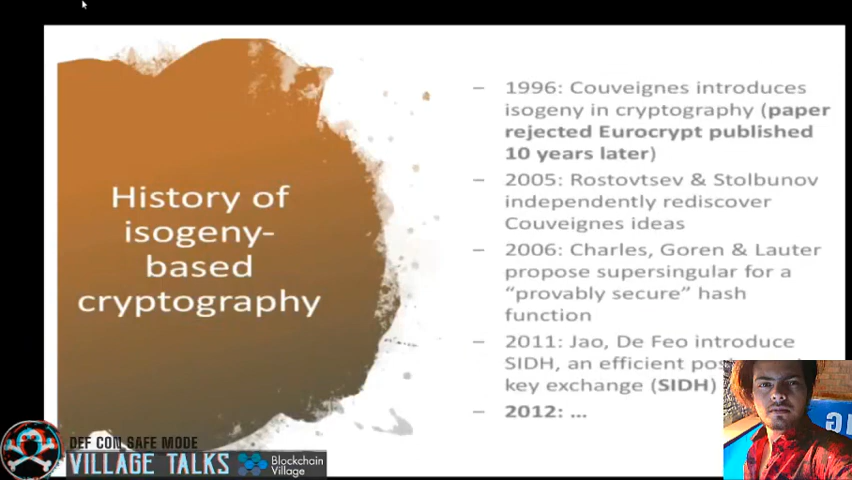 History of
isogeny-
based
cryptography
– 1996: Couveignes introduces
isogeny in cryptography (paper
rejected Eurocrypt published
10 years later)
– 2005: Rostovtsev & Stolbunov
independently rediscover
Couveignes ideas
– 2006: Charles, Goren & Lauter
propose supersingular for a
“provably secure” hash
function
– 2011: Jao, De Feo introduce
SIDH, an efficient
key exchange (SIDH)
– 2012: ...
DEF CON SAFE MODE
VILLAGE TALKS
Blockchain
Village